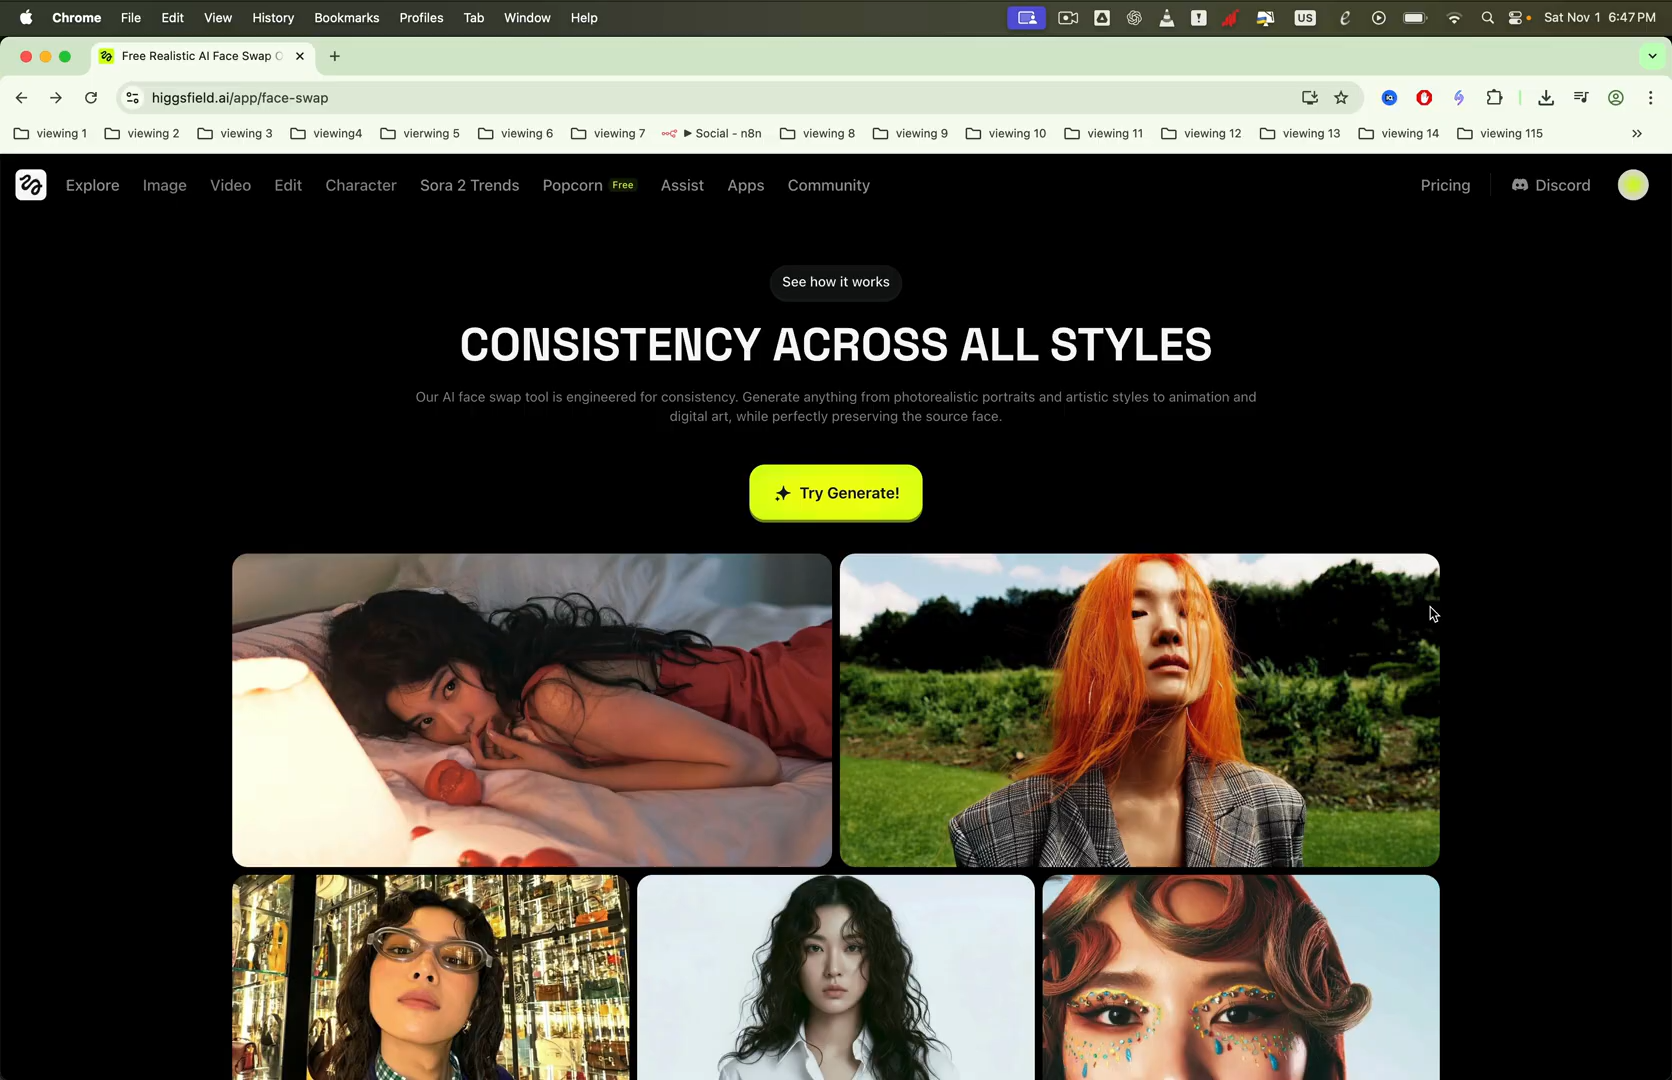 Chrome File Edit View History Bookmarks Profiles Tab Window Help US Sat Nov 1 6:47 PM
Free Realistic AI Face Swap
higgsfield.ai/app/face-swap
viewing 1 viewing 2 viewing 3 viewing4 vierwing 5 viewing 6 viewing 7 ►Social - n8n viewing 8 viewing 9 viewing 10 viewing 11 viewing 12 viewing 13 viewing 14 viewing 115
Explore Image Video Edit Character Sora 2 Trends Popcorn Free Assist Apps Community Pricing Discord
See how it works
CONSISTENCY ACROSS ALL STYLES
Our AI face swap tool is engineered for consistency. Generate anything from photorealistic portraits and artistic styles to animation and
digital art, while perfectly preserving the source face.
Try Generate!